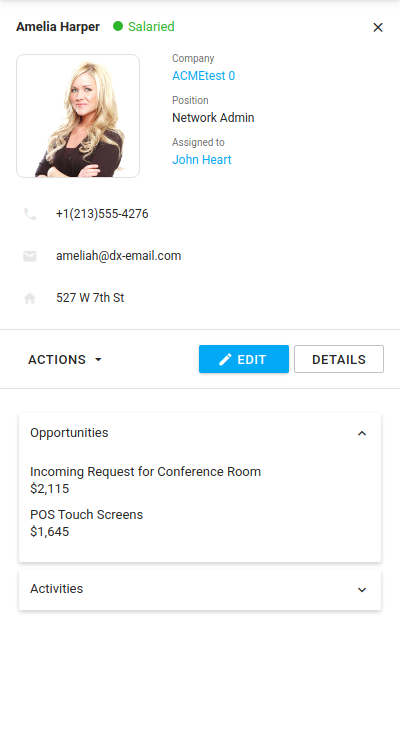 Amelia Harper Salaried
Company
ACMEtest 0
Position
Network Admin
Assigned to
John Heart
+1(213)555-4276
ameliah@dx-email.com
527 W 7th St
ACTIONS EDIT DETAILS
Opportunities
Incoming Request for Conference Room
$2,115
POS Touch Screens
$1,645
Activities